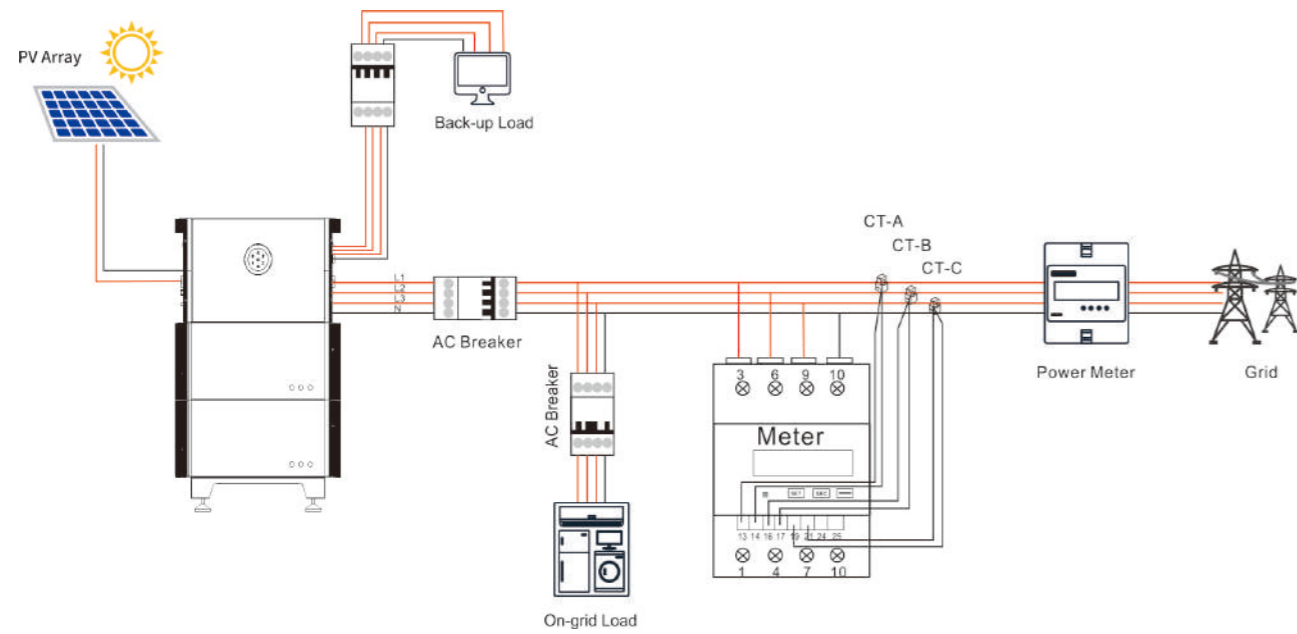 PV Array
Back-up Load
CT-A
CT-B
CT-C
L1
L2
L3
N
AC Breaker
AC Breaker
Power Meter
Grid
3 6 9 10
Meter
SET
13 14 16 17 19 21 24 25
1 4 7 10
On-grid Load